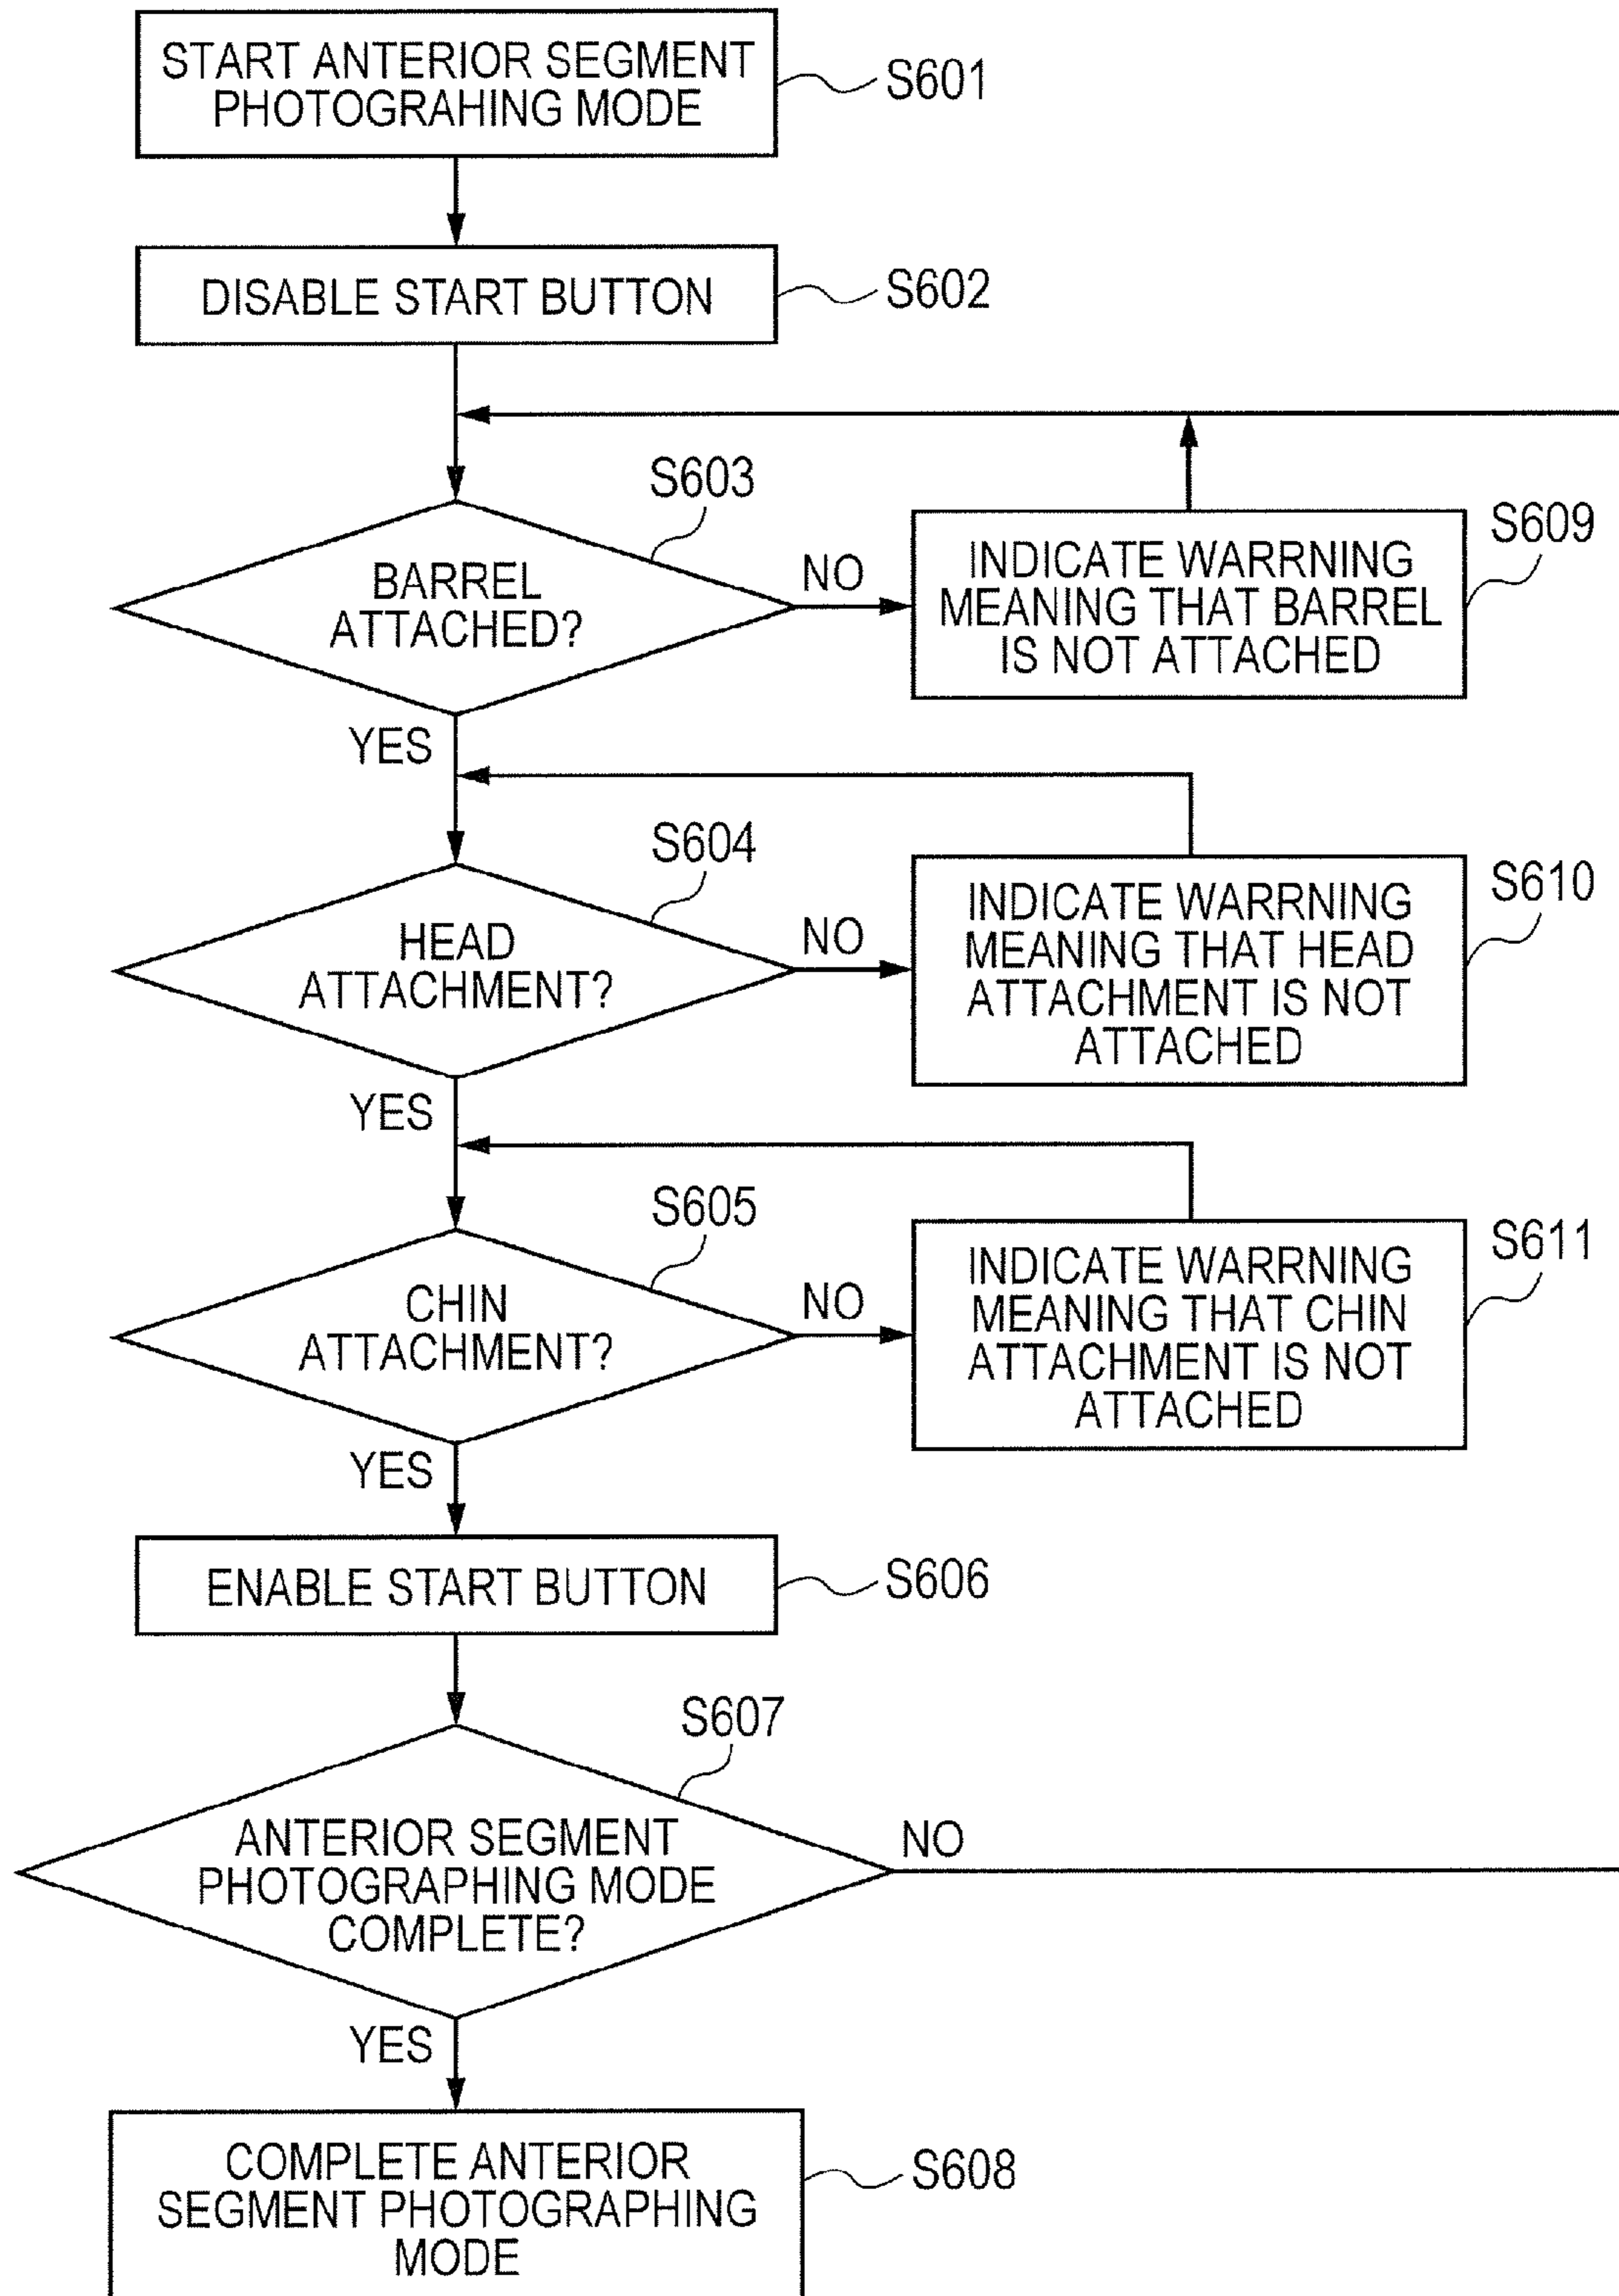 START ANTERIOR SEGMENT
PHOTOGRAHING MODE
S601
DISABLE START BUTTON
S602
S603
BARREL
ATTACHED?
NO
YES
S609
INDICATE WARRNING
MEANING THAT BARREL
IS NOT ATTACHED
S604
HEAD
ATTACHMENT?
NO
YES
S610
INDICATE WARRNING
MEANING THAT HEAD
ATTACHMENT IS NOT
ATTACHED
S605
CHIN
ATTACHMENT?
NO
YES
S611
INDICATE WARRNING
MEANING THAT CHIN
ATTACHMENT IS NOT
ATTACHED
ENABLE START BUTTON
S606
S607
ANTERIOR SEGMENT
PHOTOGRAPHING MODE
COMPLETE?
NO
YES
COMPLETE ANTERIOR
SEGMENT PHOTOGRAPHING
MODE
S608